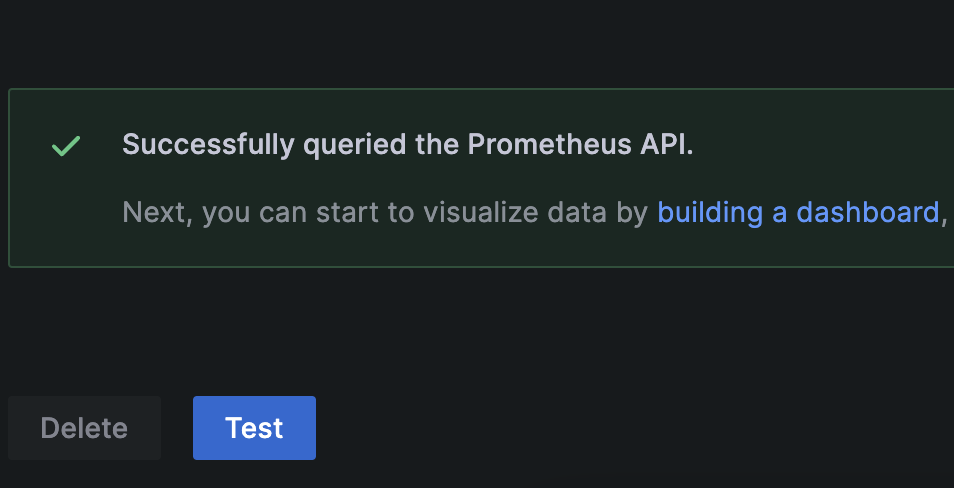 Successfully queried the Prometheus API.
Next, you can start to visualize data by building a dashboard,
Delete
Test